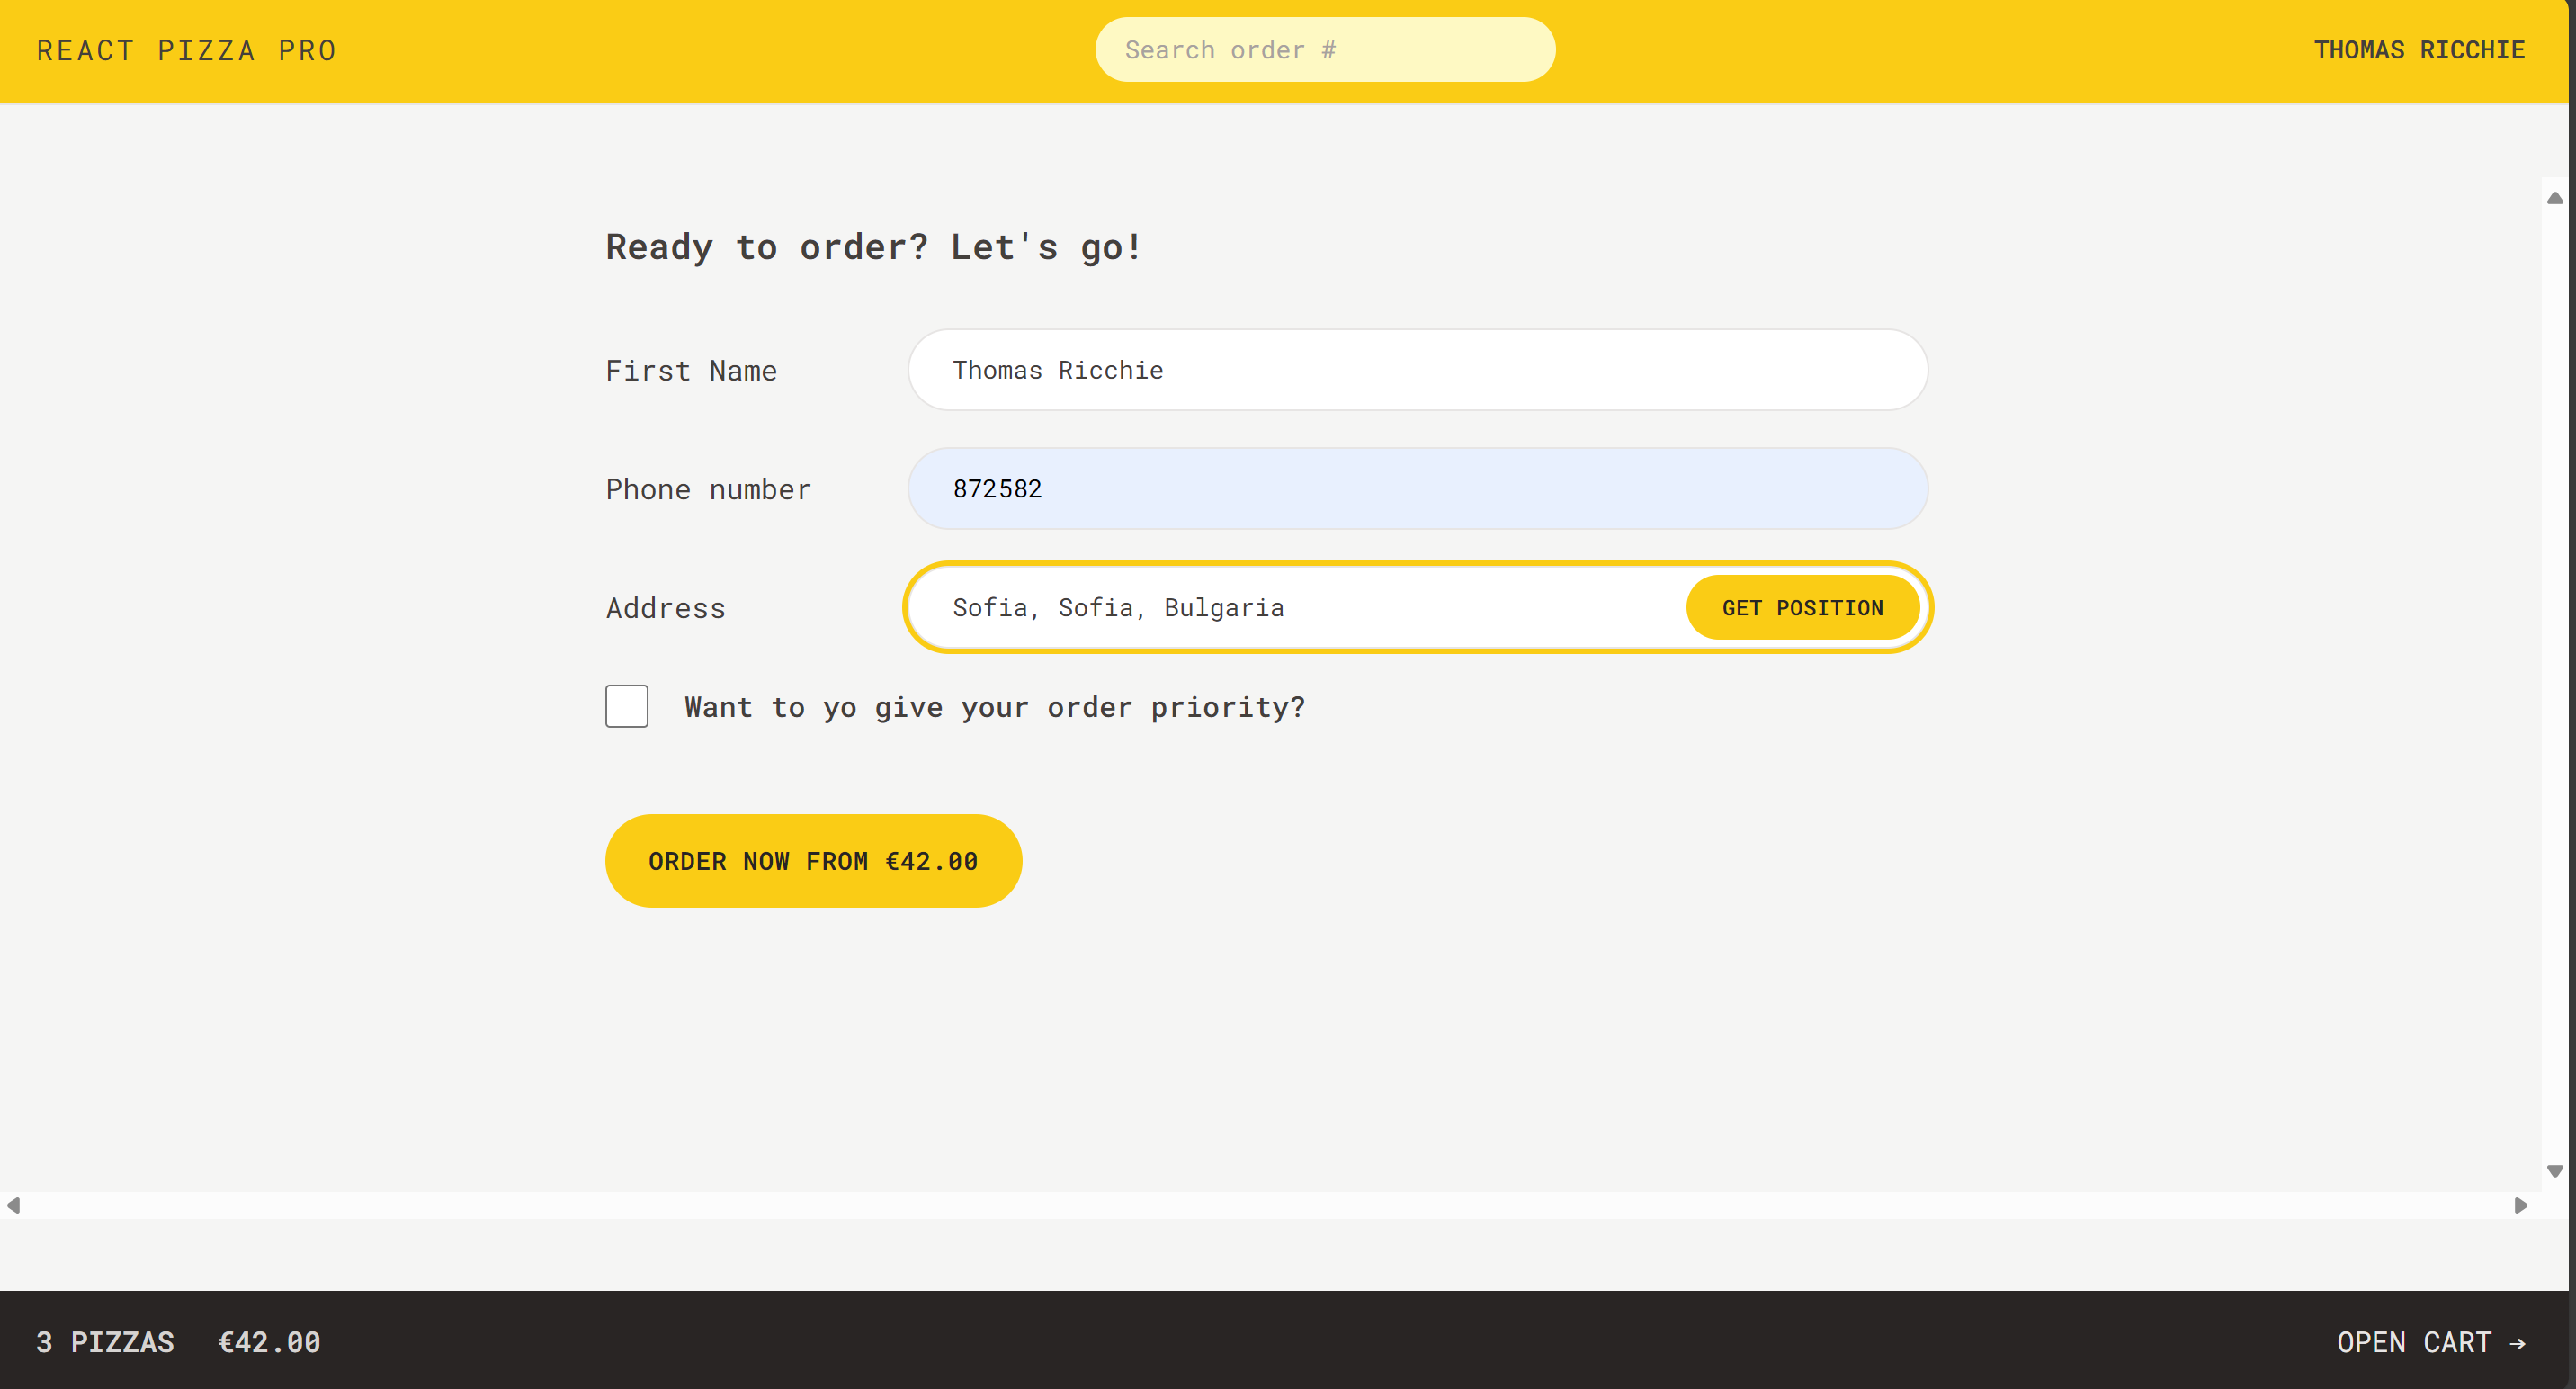 REACT PIZZA PRO
Search order #
THOMAS RICCHIE
Ready to order? Let's go!
First Name
Thomas Ricchie
Phone number
872582
Address
Sofia, Sofia, Bulgaria
GET POSITION
Want to yo give your order priority?
ORDER NOW FROM €42.00
3 PIZZAS €42.00
OPEN CART →